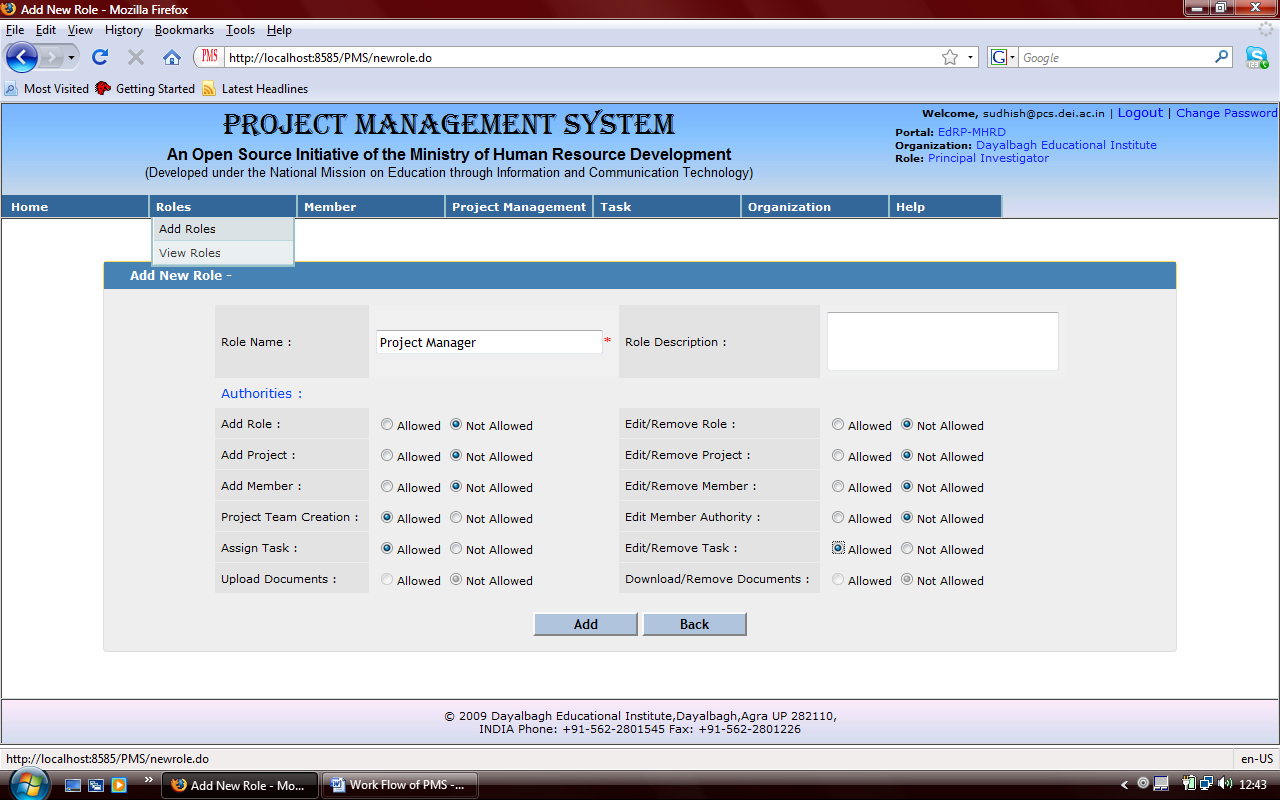 Add New Role - Mozilla Firefox
File Edit View History Bookmarks Tools Help
PMS http://localhost:8585/PMS/newrole.do
G Google
Most Visited Getting Started Latest Headlines
PROJECT MANAGEMENT SYSTEM
An Open Source Initiative of the Ministry of Human Resource Development
(Developed under the National Mission on Education through Information and Communication Technology)
Welcome, sudhish@pcs.dei.ac.in | Logout | Change Password
Portal: EdRP-MHRD
Organization: Dayalbagh Educational Institute
Role: Principal Investigator
Home Roles Member Project Management Task Organization Help
Add Roles
View Roles
Add New Role -
Role Name : Project Manager * Role Description :
Authorities :
Add Role : Allowed Not Allowed Edit/Remove Role : Allowed Not Allowed
Add Project : Allowed Not Allowed Edit/Remove Project : Allowed Not Allowed
Add Member : Allowed Not Allowed Edit/Remove Member : Allowed Not Allowed
Project Team Creation : Allowed Not Allowed Edit Member Authority : Allowed Not Allowed
Assign Task : Allowed Not Allowed Edit/Remove Task : Allowed Not Allowed
Upload Documents : Allowed Not Allowed Download/Remove Documents : Allowed Not Allowed
Add Back
© 2009 Dayalbagh Educational Institute,Dayalbagh,Agra UP 282110,
INDIA Phone: +91-562-2801545 Fax: +91-562-2801226
http://localhost:8585/PMS/newrole.do en-US
» Add New Role - Mo... Work Flow of PMS -... 12:43